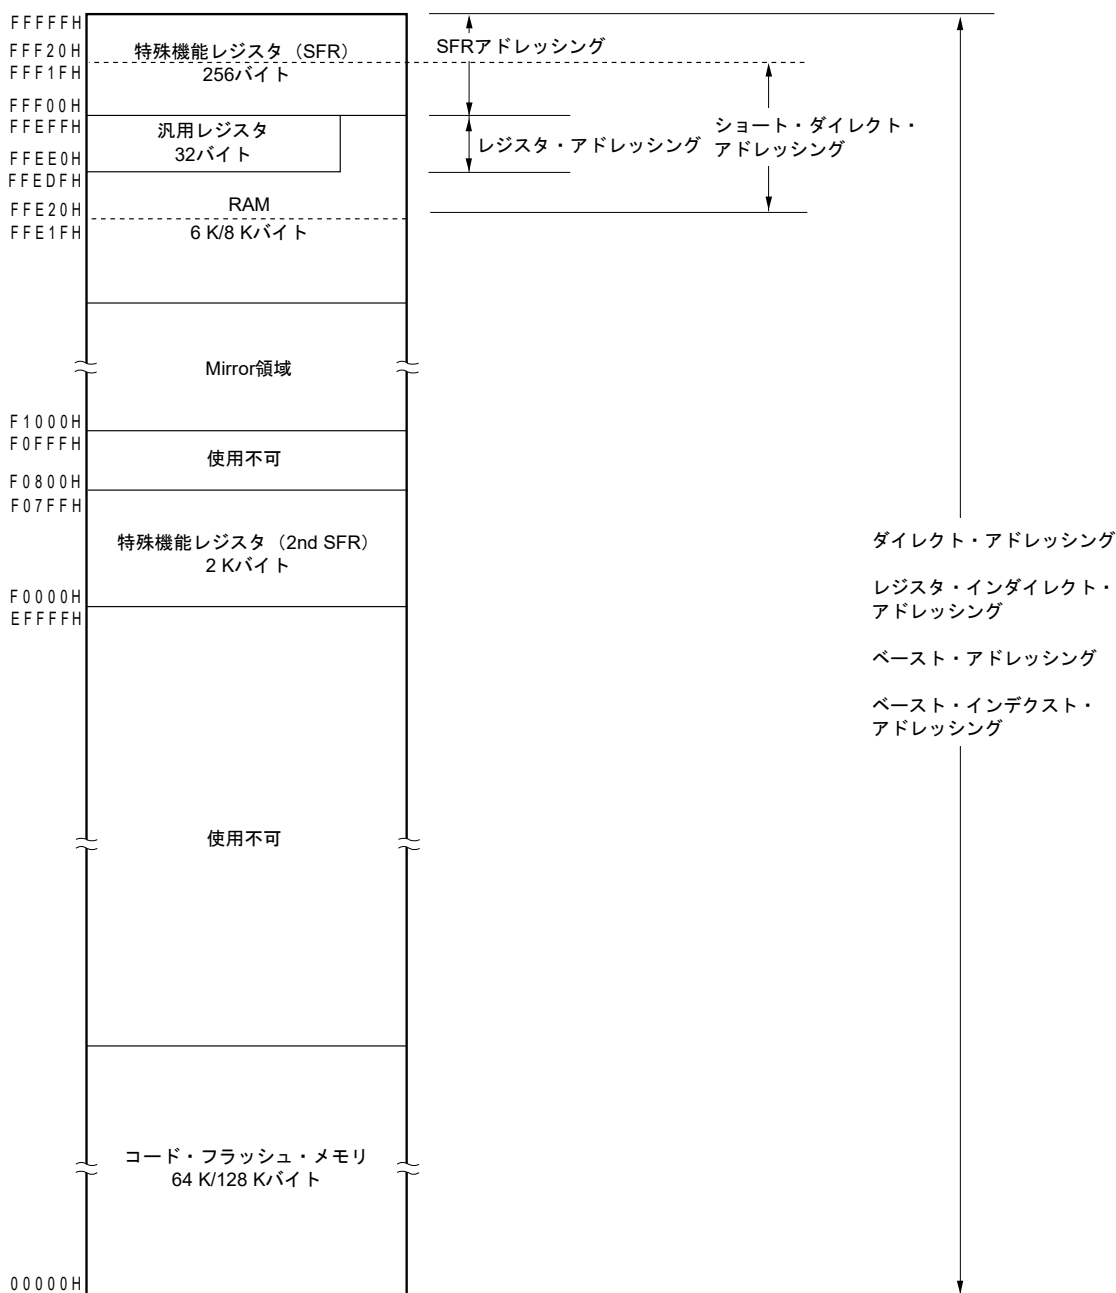 FFFFFH
FFF20H
FFF1FH
FFF00H
FFEFFH
FFEE0H
FFEDFH
FFE20H
FFE1FH
F1000H
F0FFFH
F0800H
F07FFH
F0000H
EFFFFH
00000H
特殊機能レジスタ（SFR）
256バイト
汎用レジスタ
32バイト
RAM
6 K/8 Kバイト
Mirror領域
使用不可
特殊機能レジスタ（2nd SFR）
2 Kバイト
使用不可
コード・フラッシュ・メモリ
64 K/128 Kバイト
SFRアドレッシング
レジスタ・アドレッシング
ショート・ダイレクト・
アドレッシング
ダイレクト・アドレッシング
レジスタ・インダイレクト・
アドレッシング
ベースト・アドレッシング
ベースト・インデクスト・
アドレッシング